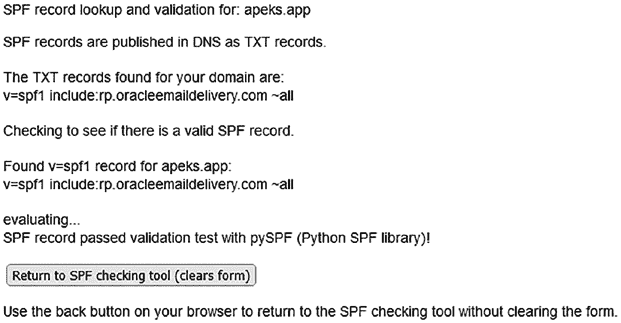 SPF record lookup and validation for: apeks.app
SPF records are published in DNS as TXT records.
The TXT records found for your domain are:
v=spf1 include:rp.oracleemaildelivery.com ~all
Checking to see if there is a valid SPF record.
Found v=spf1 record for apeks.app:
v=spf1 include:rp.oracleemaildelivery.com ~all
evaluating...
SPF record passed validation test with pySPF (Python SPF library)!
Return to SPF checking tool (clears form)
Use the back button on your browser to return to the SPF checking tool without clearing the form.